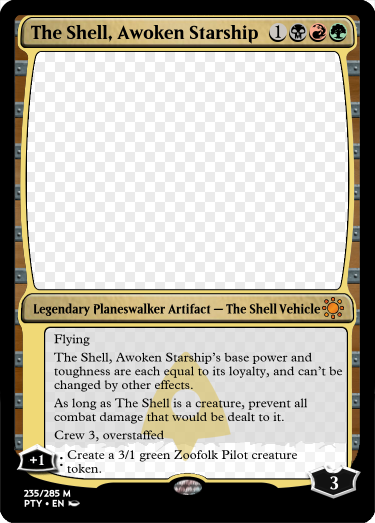 The Shell, Awoken Starship 1
Legendary Planeswalker Artifact — The Shell Vehicle
Flying
The Shell, Awoken Starship's base power and
toughness are each equal to its loyalty, and can't be
changed by other effects.
As long as The Shell is a creature, prevent all
combat damage that would be dealt to it.
Crew 3, overstaffed
+1 : Create a 3/1 green Zoofolk Pilot creature
token.
3
235/285 M
PTY • EN